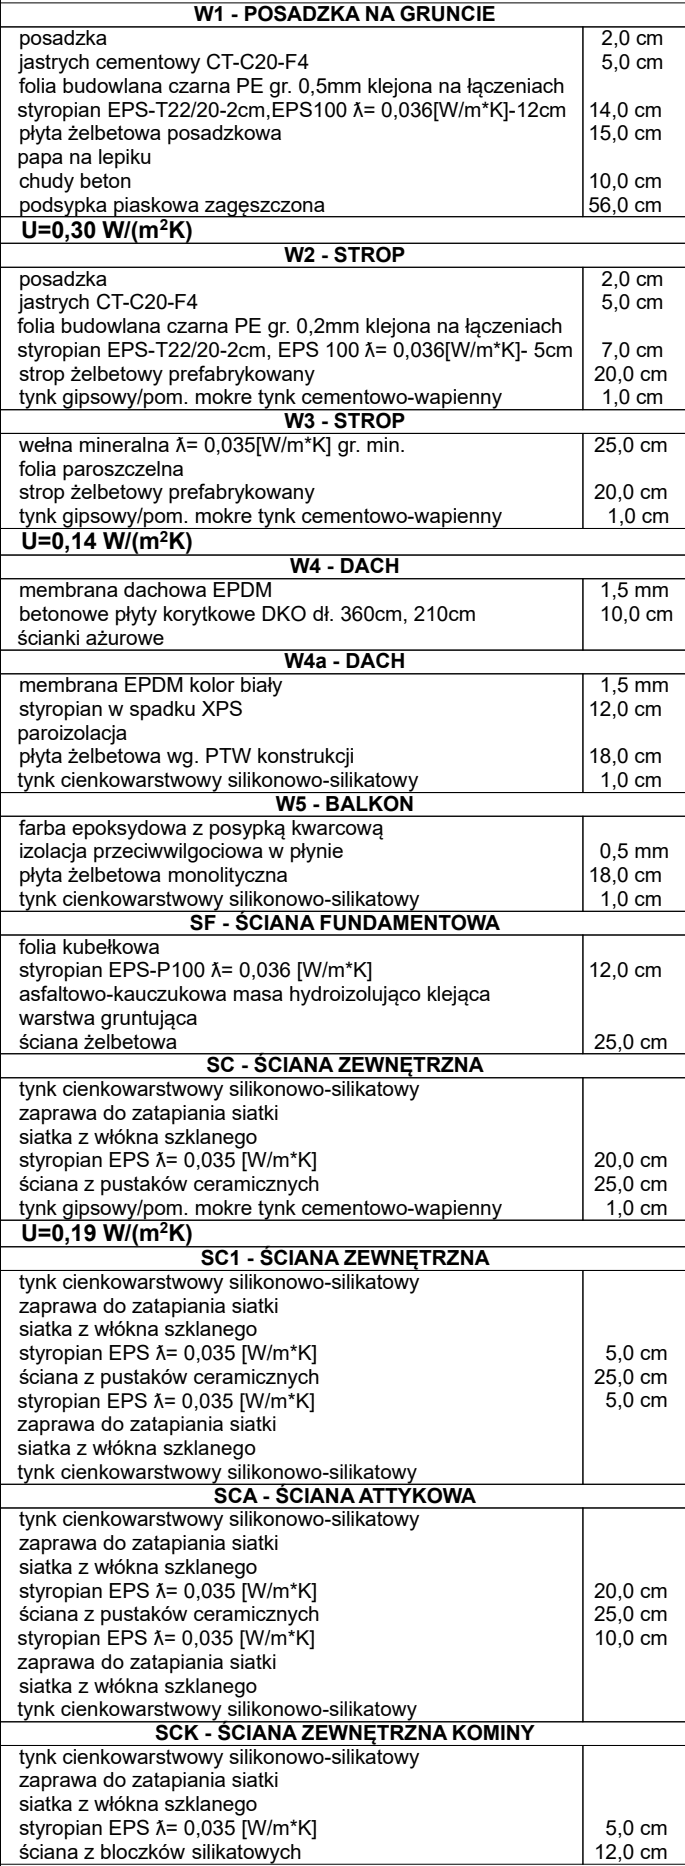 W1 - POSADZKA NA GRUNCIE
posadzka 2,0 cm
jastrych cementowy CT-C20-F4 5,0 cm
folia budowlana czarna PE gr. 0,5mm klejona na łączeniach
styropian EPS-T22/20-2cm,EPS100 ƛ= 0,036[W/m*K]-12cm 14,0 cm
płyta żelbetowa posadzkowa 15,0 cm
papa na lepiku
chudy beton 10,0 cm
podsypka piaskowa zagęszczona 56,0 cm
U=0,30 W/(m²K)
W2 - STROP
posadzka 2,0 cm
jastrych CT-C20-F4 5,0 cm
folia budowlana czarna PE gr. 0,2mm klejona na łączeniach
styropian EPS-T22/20-2cm, EPS 100 ƛ= 0,036[W/m*K]- 5cm 7,0 cm
strop żelbetowy prefabrykowany 20,0 cm
tynk gipsowy/pom. mokre tynk cementowo-wapienny 1,0 cm
W3 - STROP
wełna mineralna ƛ= 0,035[W/m*K] gr. min. 25,0 cm
folia paroszczelna
strop żelbetowy prefabrykowany 20,0 cm
tynk gipsowy/pom. mokre tynk cementowo-wapienny 1,0 cm
U=0,14 W/(m²K)
W4 - DACH
membrana dachowa EPDM 1,5 mm
betonowe płyty korytkowe DKO dł. 360cm, 210cm 10,0 cm
ścianki ażurowe
W4a - DACH
membrana EPDM kolor biały 1,5 mm
styropian w spadku XPS 12,0 cm
paroizolacja
płyta żelbetowa wg. PTW konstrukcji 18,0 cm
tynk cienkowarstwowy silikonowo-silikatowy 1,0 cm
W5 - BALKON
farba epoksydowa z posypką kwarcową
izolacja przeciwwilgociowa w płynie 0,5 mm
płyta żelbetowa monolityczna 18,0 cm
tynk cienkowarstwowy silikonowo-silikatowy 1,0 cm
SF - ŚCIANA FUNDAMENTOWA
folia kubełkowa
styropian EPS-P100 ƛ= 0,036 [W/m*K] 12,0 cm
asfaltowo-kauczukowa masa hydroizolująco klejąca
warstwa gruntująca
ściana żelbetowa 25,0 cm
SC - ŚCIANA ZEWNĘTRZNA
tynk cienkowarstwowy silikonowo-silikatowy
zaprawa do zatapiania siatki
siatka z włókna szklanego
styropian EPS ƛ= 0,035 [W/m*K] 20,0 cm
ściana z pustaków ceramicznych 25,0 cm
tynk gipsowy/pom. mokre tynk cementowo-wapienny 1,0 cm
U=0,19 W/(m²K)
SC1 - ŚCIANA ZEWNĘTRZNA
tynk cienkowarstwowy silikonowo-silikatowy
zaprawa do zatapiania siatki
siatka z włókna szklanego
styropian EPS ƛ= 0,035 [W/m*K] 5,0 cm
ściana z pustaków ceramicznych 25,0 cm
styropian EPS ƛ= 0,035 [W/m*K] 5,0 cm
zaprawa do zatapiania siatki
siatka z włókna szklanego
tynk cienkowarstwowy silikonowo-silikatowy
SCA - ŚCIANA ATTYKOWA
tynk cienkowarstwowy silikonowo-silikatowy
zaprawa do zatapiania siatki
siatka z włókna szklanego
styropian EPS ƛ= 0,035 [W/m*K] 20,0 cm
ściana z pustaków ceramicznych 25,0 cm
styropian EPS ƛ= 0,035 [W/m*K] 10,0 cm
zaprawa do zatapiania siatki
siatka z włókna szklanego
tynk cienkowarstwowy silikonowo-silikatowy
SCK - ŚCIANA ZEWNĘTRZNA KOMINY
tynk cienkowarstwowy silikonowo-silikatowy
zaprawa do zatapiania siatki
siatka z włókna szklanego
styropian EPS ƛ= 0,035 [W/m*K] 5,0 cm
ściana z bloczków silikatowych 12,0 cm